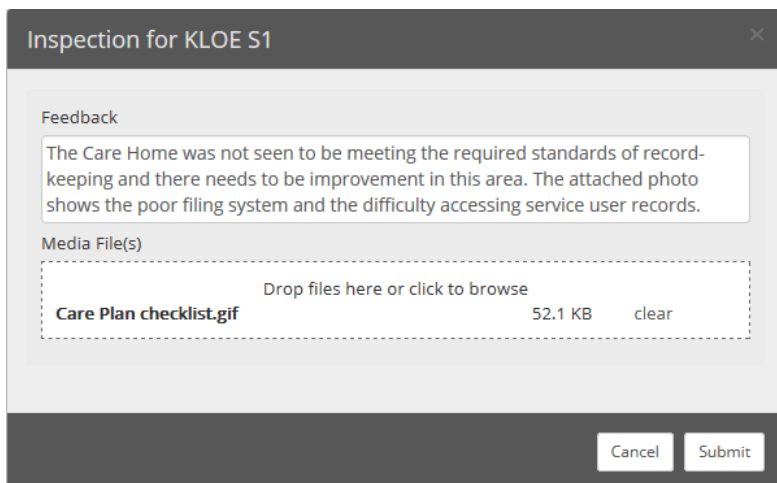 Inspection for KLOE S1
×
Feedback
The Care Home was not seen to be meeting the required standards of record-
keeping and there needs to be improvement in this area. The attached photo
shows the poor filing system and the difficulty accessing service user records.
Media File(s)
Drop files here or click to browse
Care Plan checklist.gif 52.1 KB clear
Cancel Submit